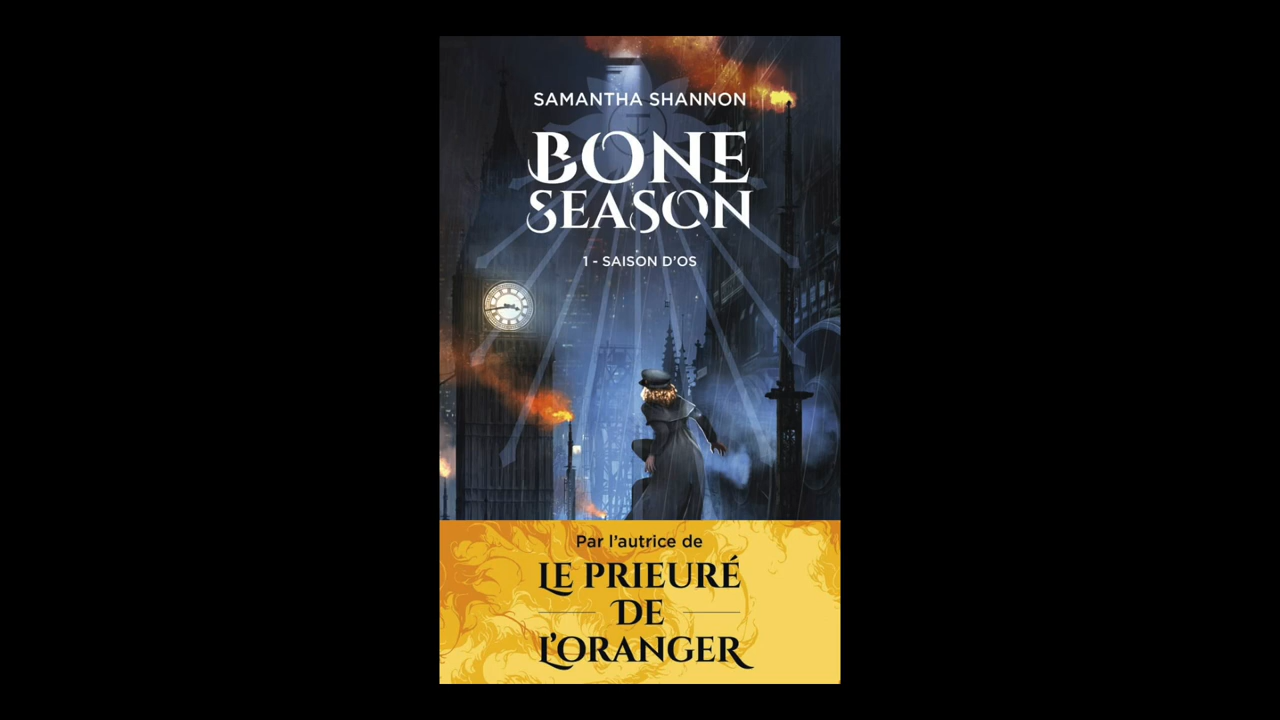 SAMANTHA SHANNON
BONE
SEASON
1 - SAISON D'OS
Par l'autrice de
LE PRIEURÉ
DE
L'ORANGER